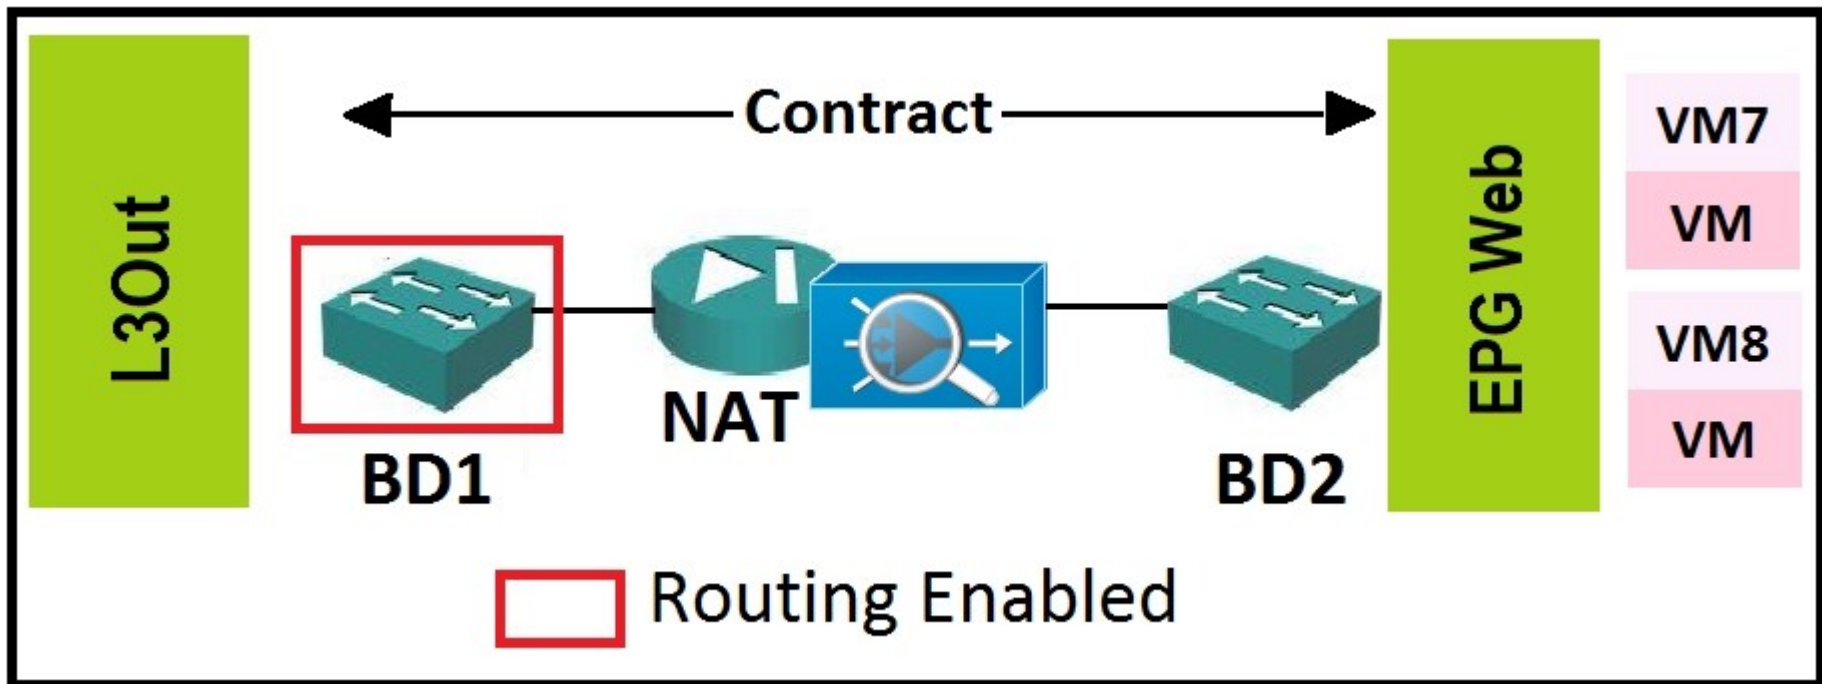 Contract
L3Out
EPG Web
VM7
VM
VM8
VM
NAT
BD1
BD2
Routing Enabled